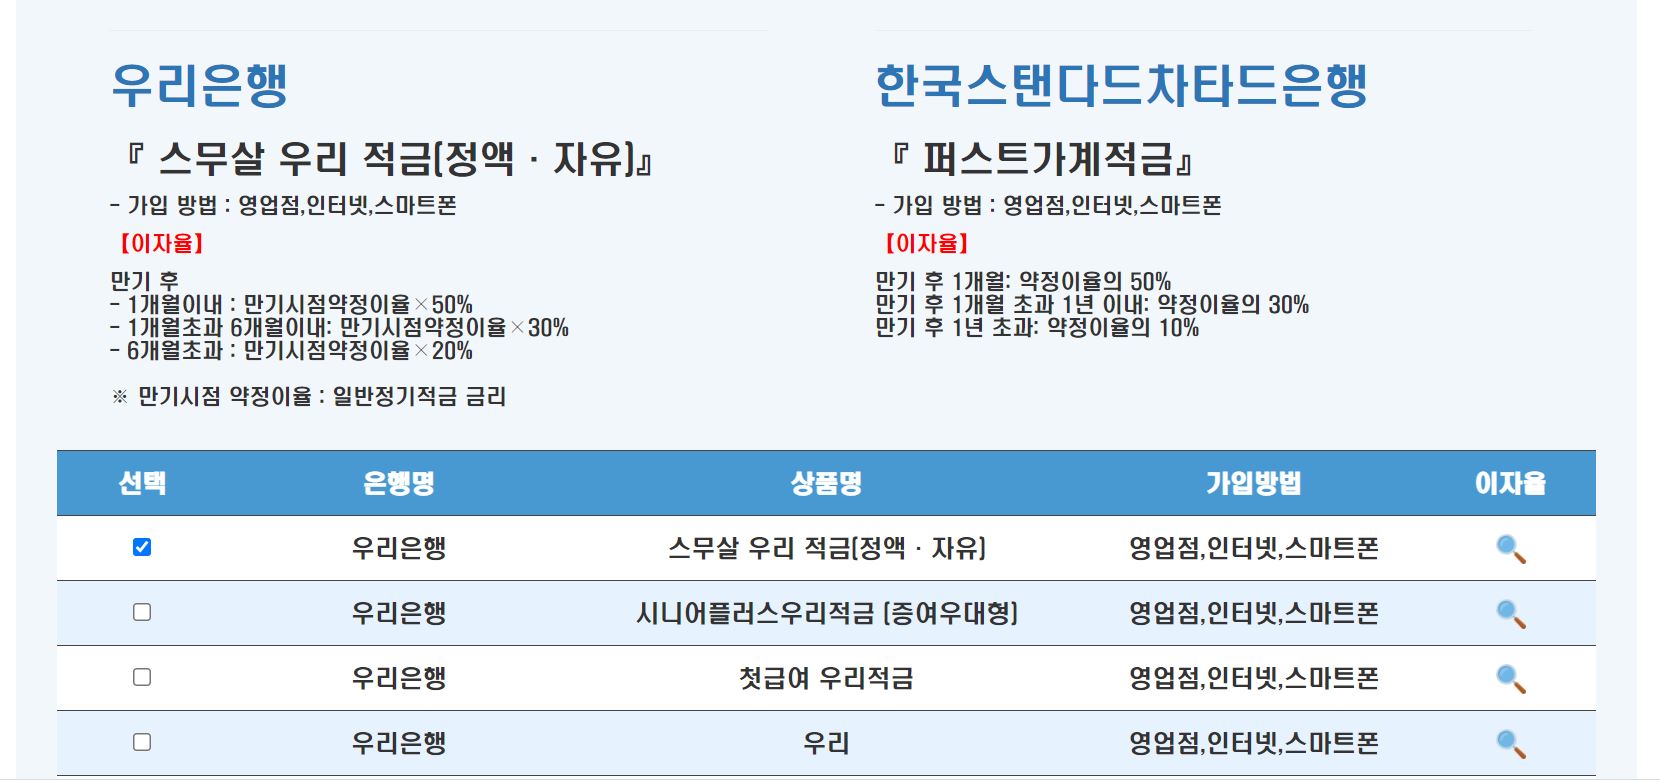 우리은행
『 스무살 우리 적금(정액 · 자유)』
- 가입 방법 : 영업점,인터넷,스마트폰
【이자율】
만기 후
- 1개월이내 : 만기시점약정이율×50%
- 1개월초과 6개월이내: 만기시점약정이율×30%
- 6개월초과 : 만기시점약정이율×20%
※ 만기시점 약정이율 : 일반정기적금 금리
한국스탠다드차타드은행
『 퍼스트가계적금』
- 가입 방법 : 영업점,인터넷,스마트폰
【이자율】
만기 후 1개월: 약정이율의 50%
만기 후 1개월 초과 1년 이내: 약정이율의 30%
만기 후 1년 초과: 약정이율의 10%
선택 은행명 상품명 가입방법 이자율
우리은행 스무살 우리 적금(정액 · 자유) 영업점,인터넷,스마트폰
우리은행 시니어플러스우리적금 (증여우대형) 영업점,인터넷,스마트폰
우리은행 첫급여 우리적금 영업점,인터넷,스마트폰
우리은행 우리 영업점,인터넷,스마트폰